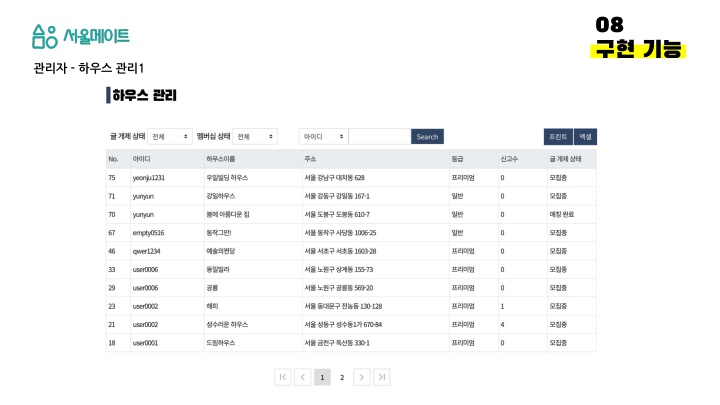 서울메이트
08
구현 기능
관리자 - 하우스 관리1
하우스 관리
글 게제 상태 전체 멤버십 상태 전체 아이디 Search 프린트 엑셀
No. 아이디 하우스이름 주소 등급 신고수 글 게제 상태
75 yeonju1231 우일빌딩 하우스 서울 강남구 대치동 628 프리미엄 0 모집중
71 yunyun 강일하우스 서울 강동구 강일동 167-1 일반 0 모집중
70 yunyun 봄에 아름다운 집 서울 도봉구 도봉동 610-7 일반 0 매칭 완료
67 empty0516 동작그만! 서울 동작구 사당동 1006-25 일반 0 모집중
46 qwer1234 예술의짠당 서울 서초구 서초동 1603-28 프리미엄 0 모집중
33 user0006 동일빌라 서울 노원구 상계동 155-73 프리미엄 0 모집중
29 user0006 공릉 서울 노원구 공릉동 569-20 프리미엄 0 모집중
23 user0002 해피 서울 동대문구 전농동 130-128 프리미엄 1 모집중
21 user0002 성수러운 하우스 서울 성동구 성수동1가 670-84 프리미엄 4 모집중
18 user0001 드림하우스 서울 금천구 독산동 330-1 프리미엄 0 모집중
1 2